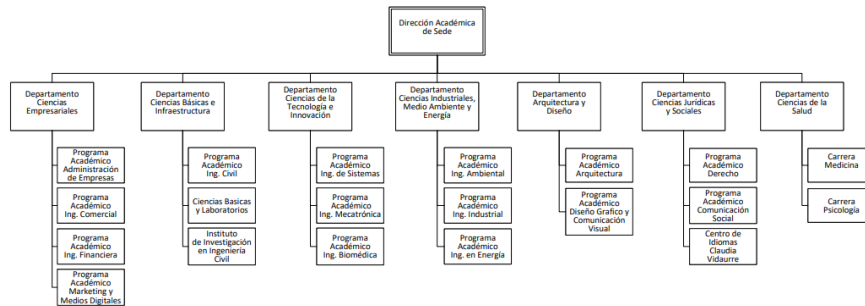 Dirección Académica
de Sede
Departamento
Ciencias
Empresariales
Departamento
Ciencias Básicas e
Infraestructura
Departamento
Ciencias de la
Tecnología e
Innovación
Departamento
Ciencias Industriales,
Medio Ambiente y
Energía
Departamento
Arquitectura y
Diseño
Departamento
Ciencias Jurídicas
y Sociales
Departamento
Ciencias de la
Salud
Programa
Académico
Administración
de Empresas
Programa
Académico
Ing. Comercial
Programa
Académico
Ing. Financiera
Programa
Académico
Marketing y
Medios Digitales
Programa
Académico
Ing. Civil
Ciencias Basicas y
Laboratorios
Instituto
de Investigación
en Ingeniería
Civil
Programa
Académico
Ing. de Sistemas
Programa
Académico
Ing. Mecatrónica
Programa
Académico
Ing. Biomédica
Programa
Académico
Ing. Ambiental
Programa
Académico
Ing. Industrial
Programa
Académico
Ing. en Energía
Programa
Académico
Arquitectura
Programa
Académico
Diseño Grafico y
Comunicación
Visual
Programa
Académico
Derecho
Programa
Académico
Comunicación
Social
Centro de
Idiomas
Claudia
Vidaurre
Carrera
Medicina
Carrera
Psicología